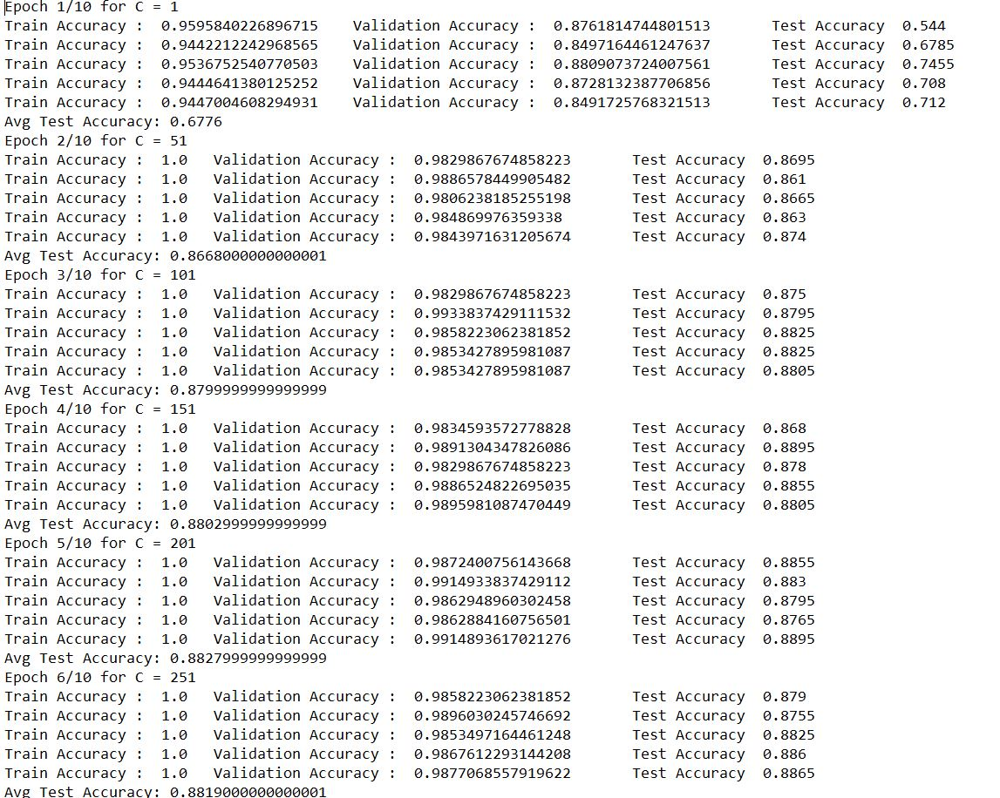 Epoch 1/10 for C = 1
Train Accuracy :  0.9595840226896715    Validation Accuracy :  0.8761814744801513       Test Accuracy  0.544
Train Accuracy :  0.9442212242968565    Validation Accuracy :  0.8497164461247637       Test Accuracy  0.6785
Train Accuracy :  0.9536752540770503    Validation Accuracy :  0.8809073724007561       Test Accuracy  0.7455
Train Accuracy :  0.9444641380125252    Validation Accuracy :  0.8728132387706856       Test Accuracy  0.708
Train Accuracy :  0.9447004608294931    Validation Accuracy :  0.8491725768321513       Test Accuracy  0.712
Avg Test Accuracy: 0.6776
Epoch 2/10 for C = 51
Train Accuracy :  1.0   Validation Accuracy :  0.9829867674858223       Test Accuracy  0.8695
Train Accuracy :  1.0   Validation Accuracy :  0.9886578449905482       Test Accuracy  0.861
Train Accuracy :  1.0   Validation Accuracy :  0.9806238185255198       Test Accuracy  0.8665
Train Accuracy :  1.0   Validation Accuracy :  0.984869976359338        Test Accuracy  0.863
Train Accuracy :  1.0   Validation Accuracy :  0.9843971631205674       Test Accuracy  0.874
Avg Test Accuracy: 0.8668000000000001
Epoch 3/10 for C = 101
Train Accuracy :  1.0   Validation Accuracy :  0.9829867674858223       Test Accuracy  0.875
Train Accuracy :  1.0   Validation Accuracy :  0.9933837429111532       Test Accuracy  0.8795
Train Accuracy :  1.0   Validation Accuracy :  0.9858223062381852       Test Accuracy  0.8825
Train Accuracy :  1.0   Validation Accuracy :  0.9853427895981087       Test Accuracy  0.8825
Train Accuracy :  1.0   Validation Accuracy :  0.9853427895981087       Test Accuracy  0.8805
Avg Test Accuracy: 0.8799999999999999
Epoch 4/10 for C = 151
Train Accuracy :  1.0   Validation Accuracy :  0.9834593572778828       Test Accuracy  0.868
Train Accuracy :  1.0   Validation Accuracy :  0.9891304347826086       Test Accuracy  0.8895
Train Accuracy :  1.0   Validation Accuracy :  0.9829867674858223       Test Accuracy  0.878
Train Accuracy :  1.0   Validation Accuracy :  0.9886524822695035       Test Accuracy  0.8855
Train Accuracy :  1.0   Validation Accuracy :  0.9895981087470449       Test Accuracy  0.8805
Avg Test Accuracy: 0.8802999999999999
Epoch 5/10 for C = 201
Train Accuracy :  1.0   Validation Accuracy :  0.9872400756143668       Test Accuracy  0.8855
Train Accuracy :  1.0   Validation Accuracy :  0.9914933837429112       Test Accuracy  0.883
Train Accuracy :  1.0   Validation Accuracy :  0.9862948960302458       Test Accuracy  0.8795
Train Accuracy :  1.0   Validation Accuracy :  0.9862884160756501       Test Accuracy  0.8765
Train Accuracy :  1.0   Validation Accuracy :  0.9914893617021276       Test Accuracy  0.8895
Avg Test Accuracy: 0.8827999999999999
Epoch 6/10 for C = 251
Train Accuracy :  1.0   Validation Accuracy :  0.9858223062381852       Test Accuracy  0.879
Train Accuracy :  1.0   Validation Accuracy :  0.9896030245746692       Test Accuracy  0.8755
Train Accuracy :  1.0   Validation Accuracy :  0.9853497164461248       Test Accuracy  0.8825
Train Accuracy :  1.0   Validation Accuracy :  0.9867612293144208       Test Accuracy  0.886
Train Accuracy :  1.0   Validation Accuracy :  0.9877068557919622       Test Accuracy  0.8865
Avg Test Accuracy: 0.8819000000000001